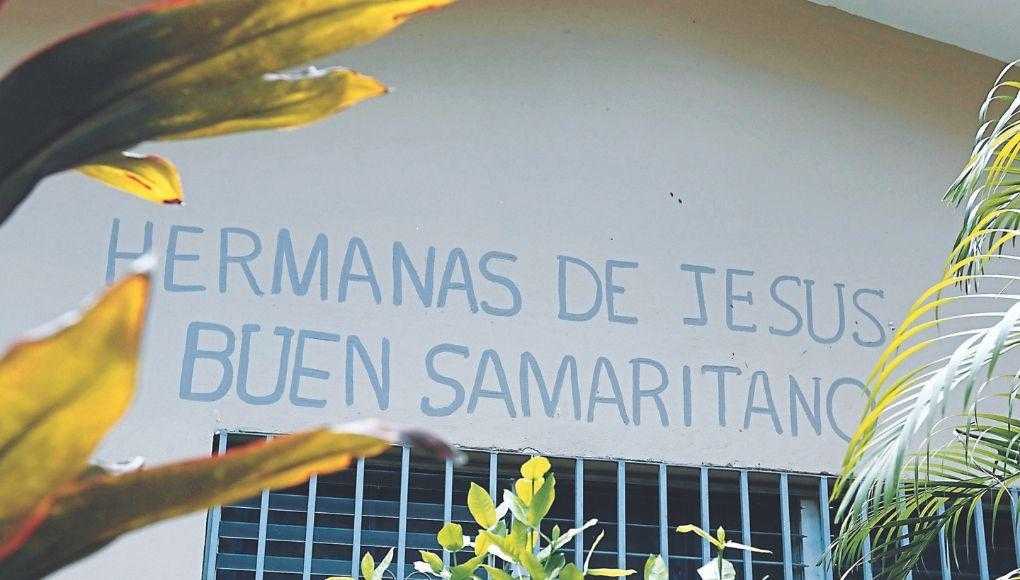 HERMANAS DE JESUS
BUEN SAMARITANO